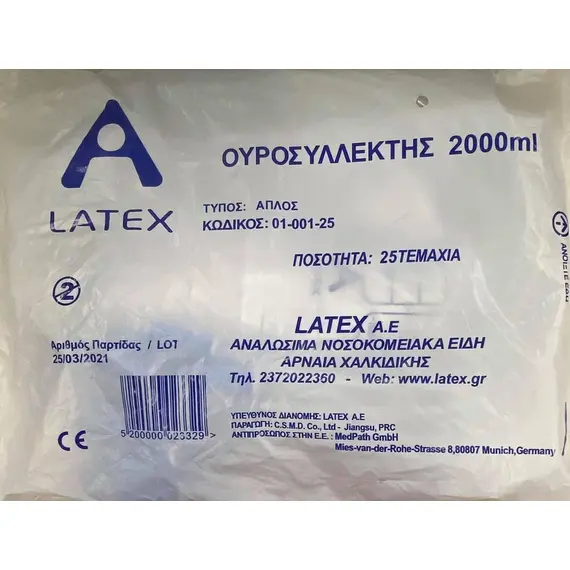 LATEX
ΟΥΡΟΣΥΛΛΕΚΤΗΣ 2000ml
ΤΥΠΟΣ: ΑΠΛΟΣ
ΚΩΔΙΚΟΣ: 01-001-25
ΠΟΣΟΤΗΤΑ: 25ΤΕΜΑΧΙΑ
2
LATEX Α.Ε
ΑΝΑΛΩΣΙΜΑ ΝΟΣΟΚΟΜΕΙΑΚΑ ΕΙΔΗ
ΑΡΝΑΙΑ ΧΑΛΚΙΔΙΚΗΣ
Τηλ. 2372022360 - Web: www.latex.gr
Αριθμός Παρτίδας / LOT
25/03/2021
5 200000 023329 >
CE
ΥΠΕΥΘΥΝΟΣ ΔΙΑΝΟΜΗΣ: LATEX Α.Ε
ΠΑΡΑΓΩΓΗ: C.S.M.D. Co., Ltd - Jiangsu, PRC
ΑΝΤΙΠΡΟΣΩΠΟΣ ΣΤΗΝ Ε.Ε. : MedPath GmbH
Mies-van-der-Rohe-Strasse 8,80807 Munich,Germany
ΑΝΟΙΞΤΕ ΕΔΩ